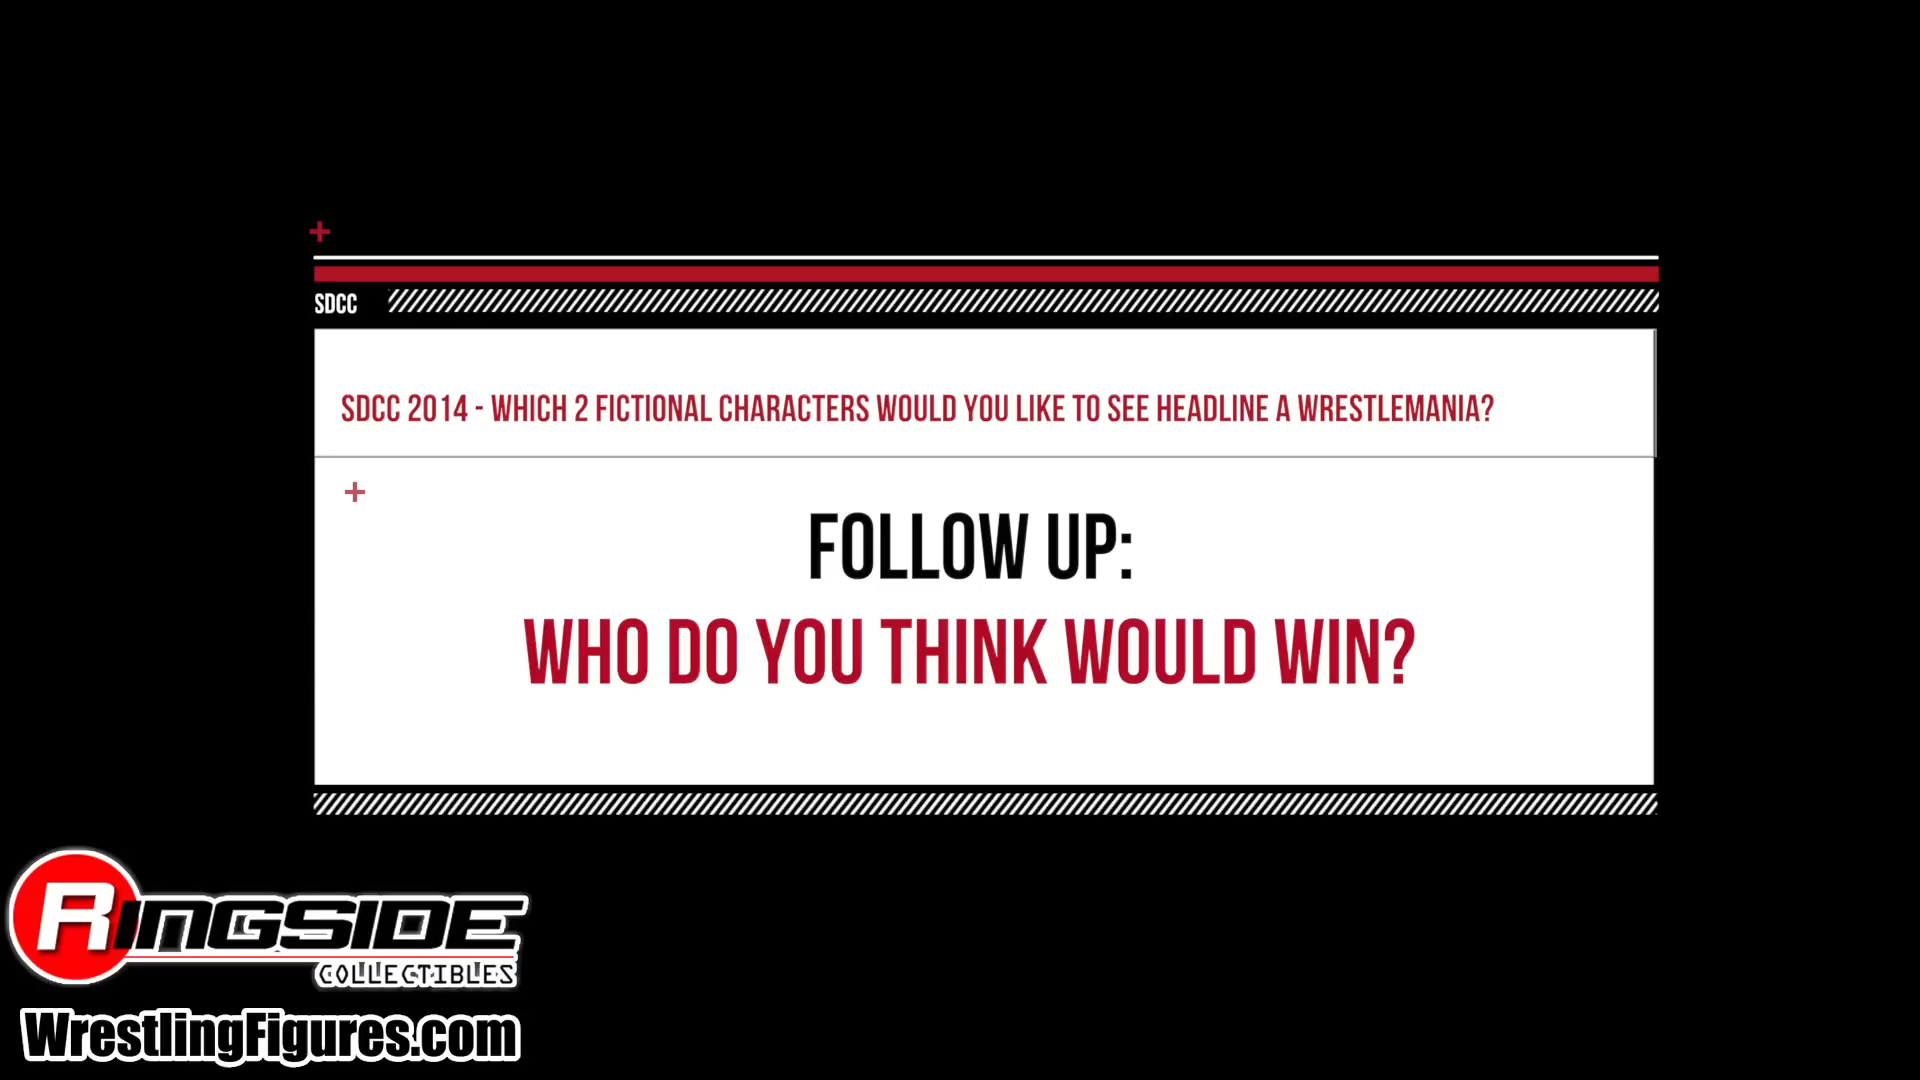 SDCC
SDCC 2014 - WHICH 2 FICTIONAL CHARACTERS WOULD YOU LIKE TO SEE HEADLINE A WRESTLEMANIA?
FOLLOW UP:
WHO DO YOU THINK WOULD WIN?
RINGSIDE
COLLECTIBLES
WrestlingFigures.com